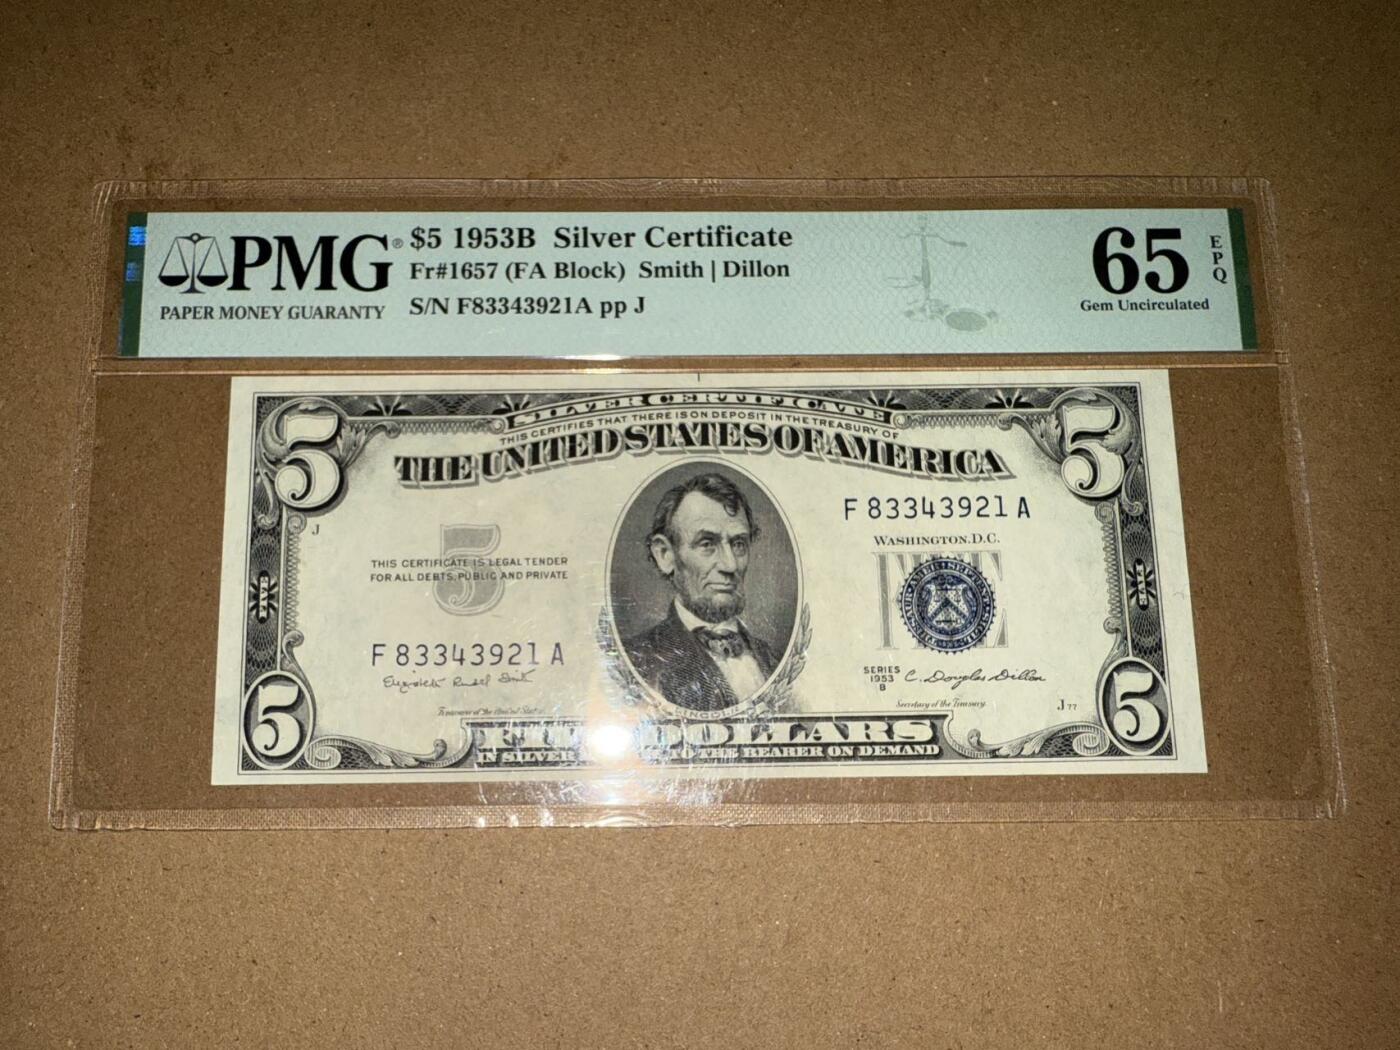 PMG®
PAPER MONEY GUARANTY
$5 1953B Silver Certificate
Fr#1657 (FA Block) Smith | Dillon
S/N F83343921A pp J
65
EPQ
Gem Uncirculated
5
5
SILVER CERTIFICATE
THIS CERTIFIES THAT THERE IS ON DEPOSIT IN THE TREASURY OF
THE UNITED STATES OF AMERICA
F 83343921 A
J
WASHINGTON, D.C.
5
THIS CERTIFICATE IS LEGAL TENDER
FOR ALL DEBTS, PUBLIC AND PRIVATE
FIVE
FIVE
FIVE
F 83343921 A
Elizabeth Rudel Smith
Treasurer of the United States
SERIES
1953
B
C. Douglas Dillon
Secretary of the Treasury
J 77
LINCOLN
5
5
DOLLARS
IN SILVER TO THE BEARER ON DEMAND